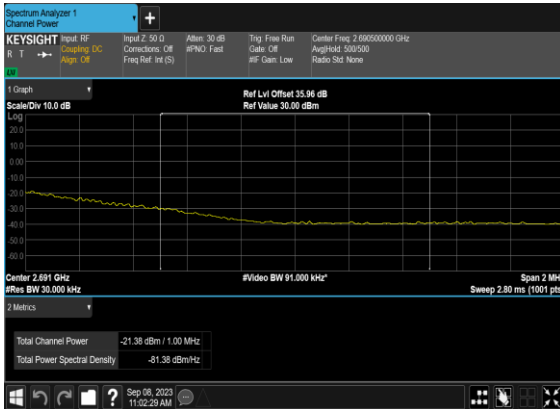 Spectrum Analyzer 1
Channel Power
+
KEYSIGHT Input: RF Input Z: 50 Ω Atten: 30 dB Trig: Free Run Center Freq: 2.690500000 GHz
R T Coupling: DC Corrections: Off #PNO: Fast Gate: Off Avg|Hold: 500/500
Align: Off Freq Ref: Int (S) #IF Gain: Low Radio Std: None
LXI
1 Graph
Ref Lvl Offset 35.96 dB
Scale/Div 10.0 dB Ref Value 30.00 dBm
Log
20.0
10.0
0.00
-10.0
-20.0
-30.0
-40.0
-50.0
-60.0
Center 2.691 GHz #Video BW 91.000 kHz* Span 2 MH
#Res BW 30.000 kHz Sweep 2.80 ms (1001 pts
2 Metrics
Total Channel Power -21.38 dBm / 1.00 MHz
Total Power Spectral Density -81.38 dBm/Hz
? Sep 08, 2023
11:02:29 AM